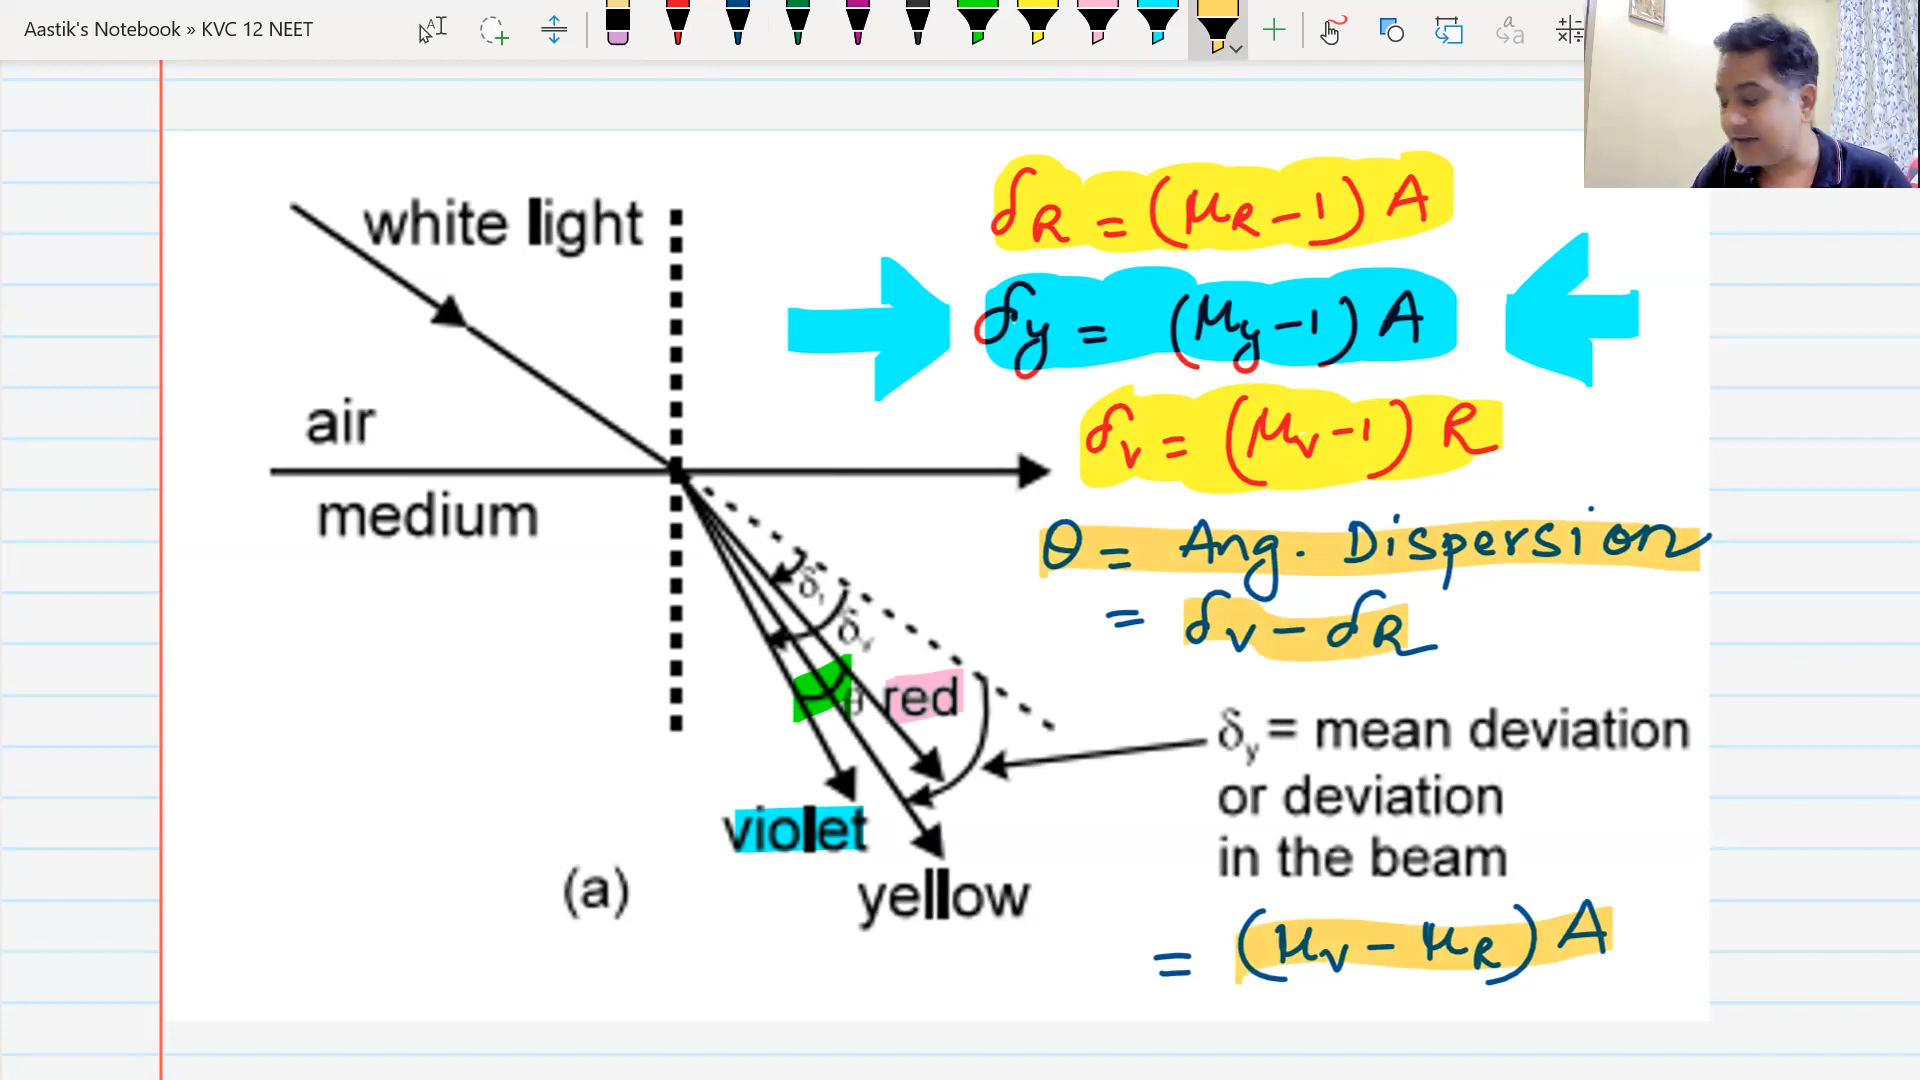 Aastik's Notebook » KVC 12 NEET
white light
δR = (μR - 1) A
δy = (μy - 1) A
air
δv = (μv - 1) R
medium
θ = Ang. Dispersion
= δv - δR
θ red
δy = mean deviation
or deviation
in the beam
violet
yellow
(a)
= (μv - μR) A